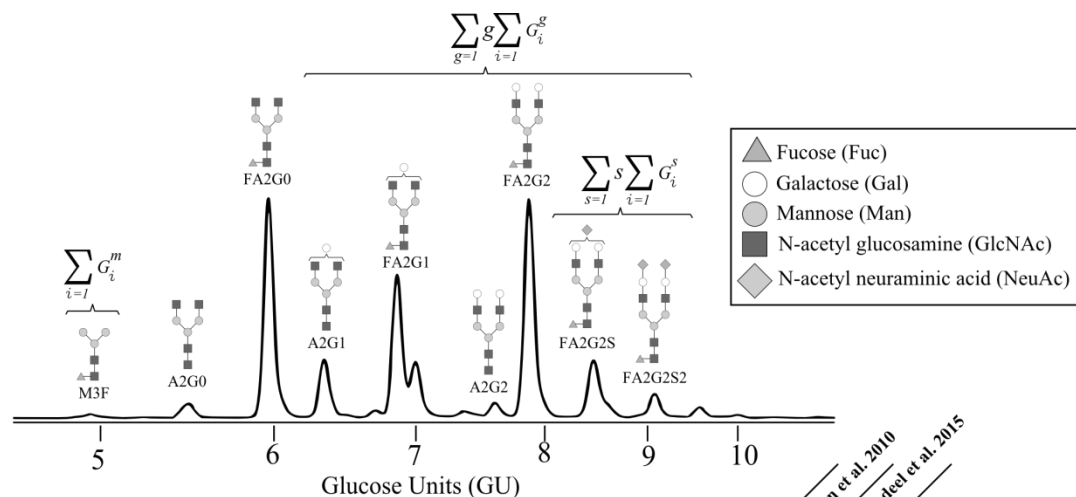 ∑g=1 g ∑i=1 G_i^g
FA2G0
FA2G2
∑s=1 s ∑i=1 G_i^s
Fucose (Fuc)
Galactose (Gal)
Mannose (Man)
N-acetyl glucosamine (GlcNAc)
N-acetyl neuraminic acid (NeuAc)
∑i=1 G_i^m
FA2G1
M3F
A2G0
A2G1
A2G2
FA2G2S
FA2G2S2
5 6 7 8 9 10
Glucose Units (GU)
et al. 2010
et al. 2015